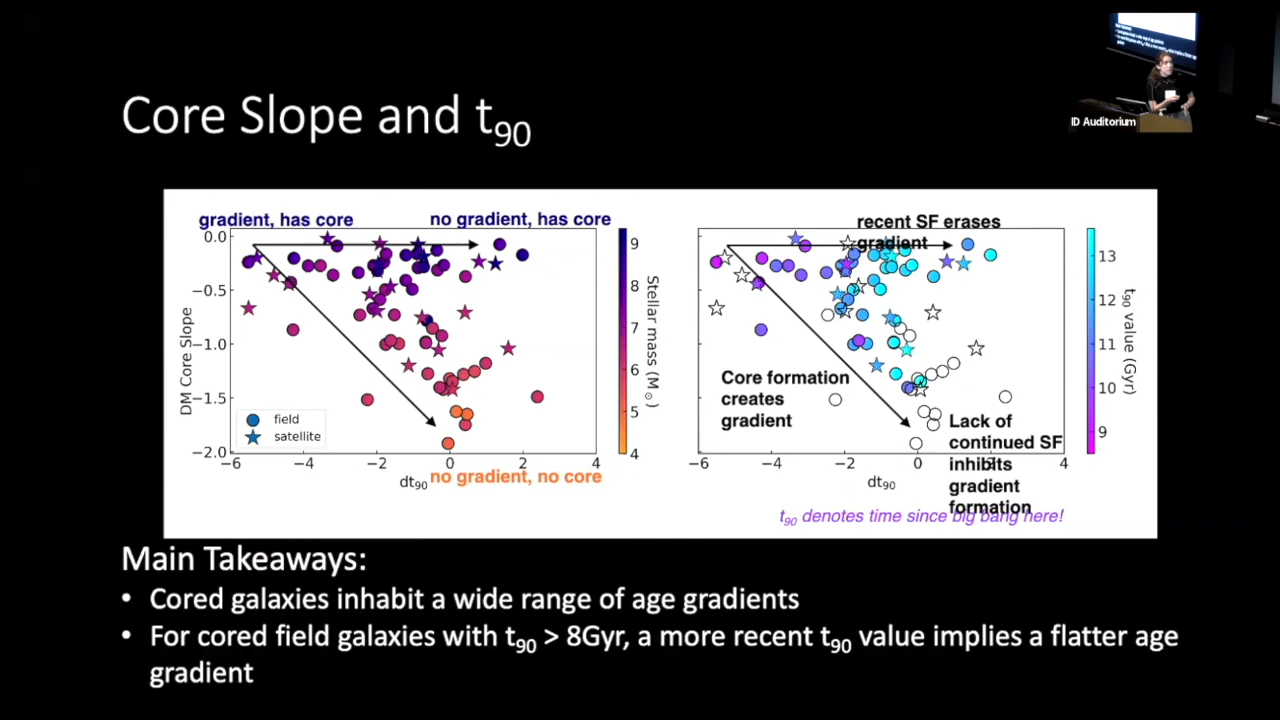 ID Auditorium
Core Slope and t90
gradient, has core
no gradient, has core
0.0
−0.5
−1.0
−1.5
−2.0
DM Core Slope
field
satellite
−6
−4
−2
0
2
4
dt90
no gradient, no core
9
8
7
6
5
4
Stellar mass (M⊙)
recent SF erases
gradient
Core formation
creates
gradient
Lack of
continued SF
inhibits
gradient
formation
−6
−4
−2
0
2
4
dt90
13
12
11
10
9
t90 value (Gyr)
t90 denotes time since big bang here!
Main Takeaways:
• Cored galaxies inhabit a wide range of age gradients
• For cored field galaxies with t90 > 8Gyr, a more recent t90 value implies a flatter age
gradient